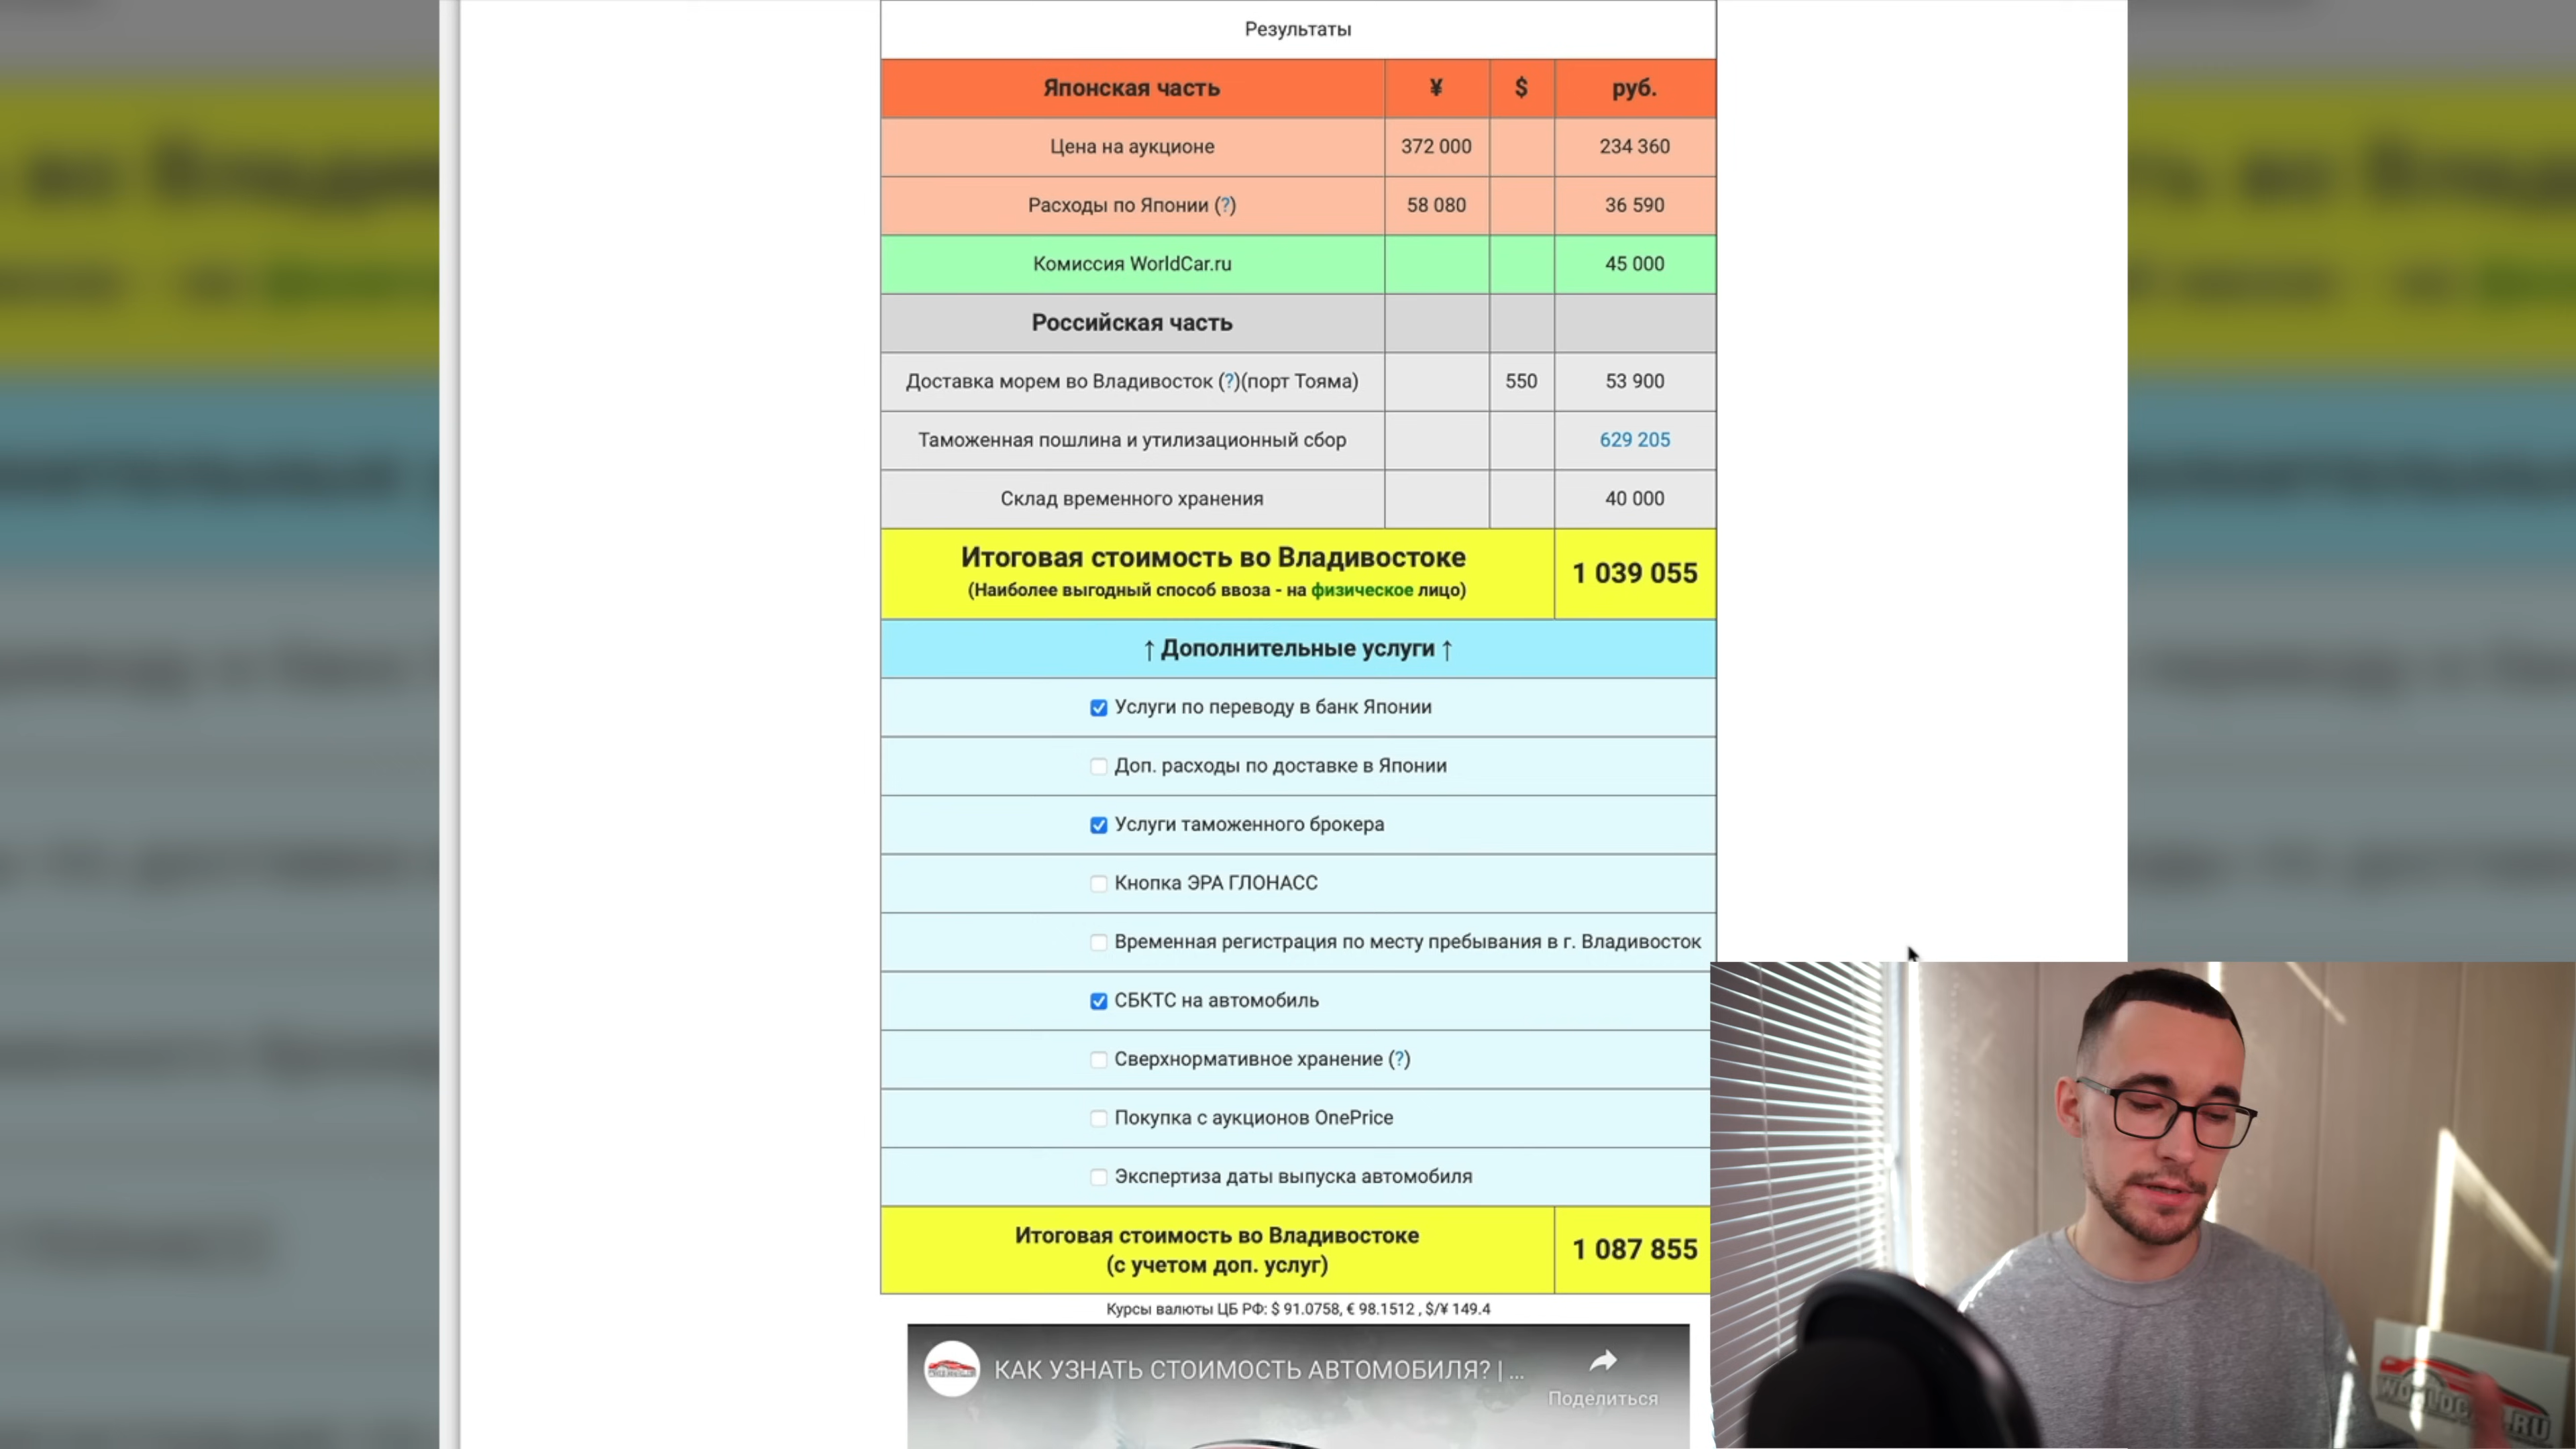 Результаты
Японская часть ¥ $ руб.
Цена на аукционе 372 000 234 360
Расходы по Японии (?) 58 080 36 590
Комиссия WorldCar.ru 45 000
Российская часть
Доставка морем во Владивосток (?)(порт Тояма) 550 53 900
Таможенная пошлина и утилизационный сбор 629 205
Склад временного хранения 40 000
Итоговая стоимость во Владивостоке 1 039 055
(Наиболее выгодный способ ввоза - на физическое лицо)
↑ Дополнительные услуги ↑
Услуги по переводу в банк Японии
Доп. расходы по доставке в Японии
Услуги таможенного брокера
Кнопка ЭРА ГЛОНАСС
Временная регистрация по месту пребывания в г. Владивосток
СБКТС на автомобиль
Сверхнормативное хранение (?)
Покупка с аукционов OnePrice
Экспертиза даты выпуска автомобиля
Итоговая стоимость во Владивостоке 1 087 855
(с учетом доп. услуг)
Курсы валюты ЦБ РФ: $ 91.0758, € 98.1512 , $/¥ 149.4
КАК УЗНАТЬ СТОИМОСТЬ АВТОМОБИЛЯ? | ...
Поделиться